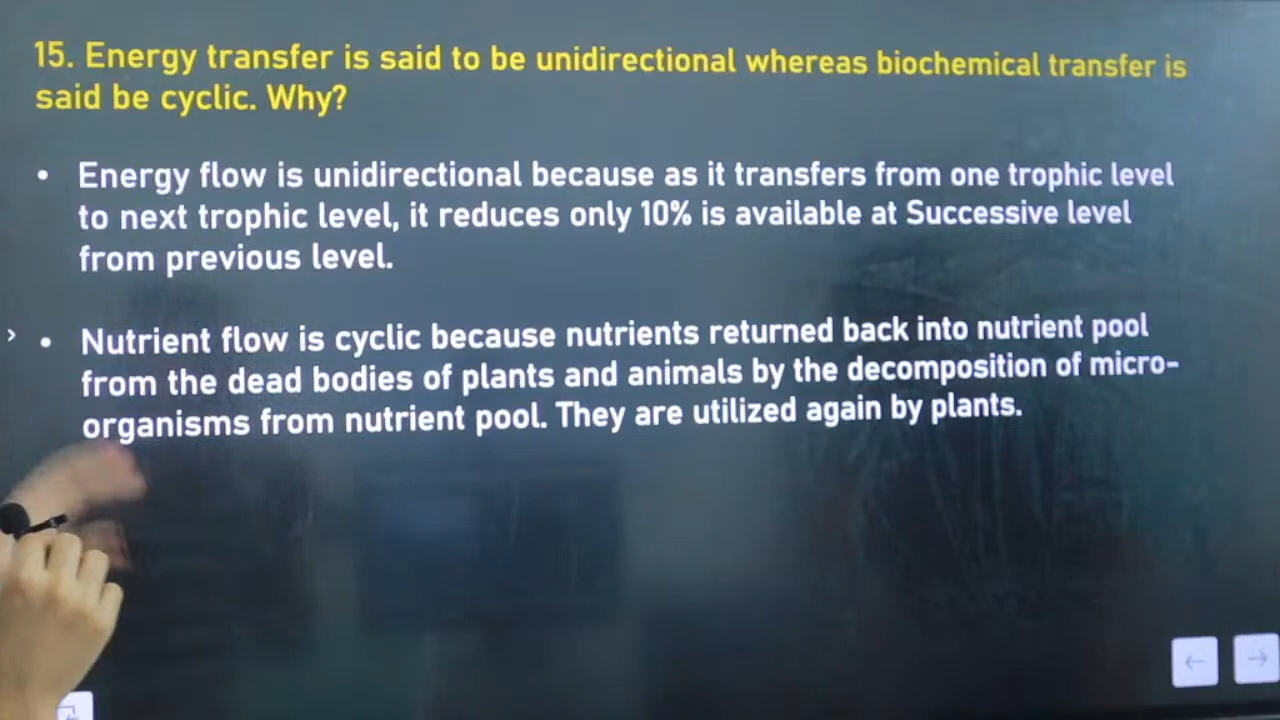 15. Energy transfer is said to be unidirectional whereas biochemical transfer is
said be cyclic. Why?
• Energy flow is unidirectional because as it transfers from one trophic level
to next trophic level, it reduces only 10% is available at Successive level
from previous level.
• Nutrient flow is cyclic because nutrients returned back into nutrient pool
from the dead bodies of plants and animals by the decomposition of micro-
organisms from nutrient pool. They are utilized again by plants.